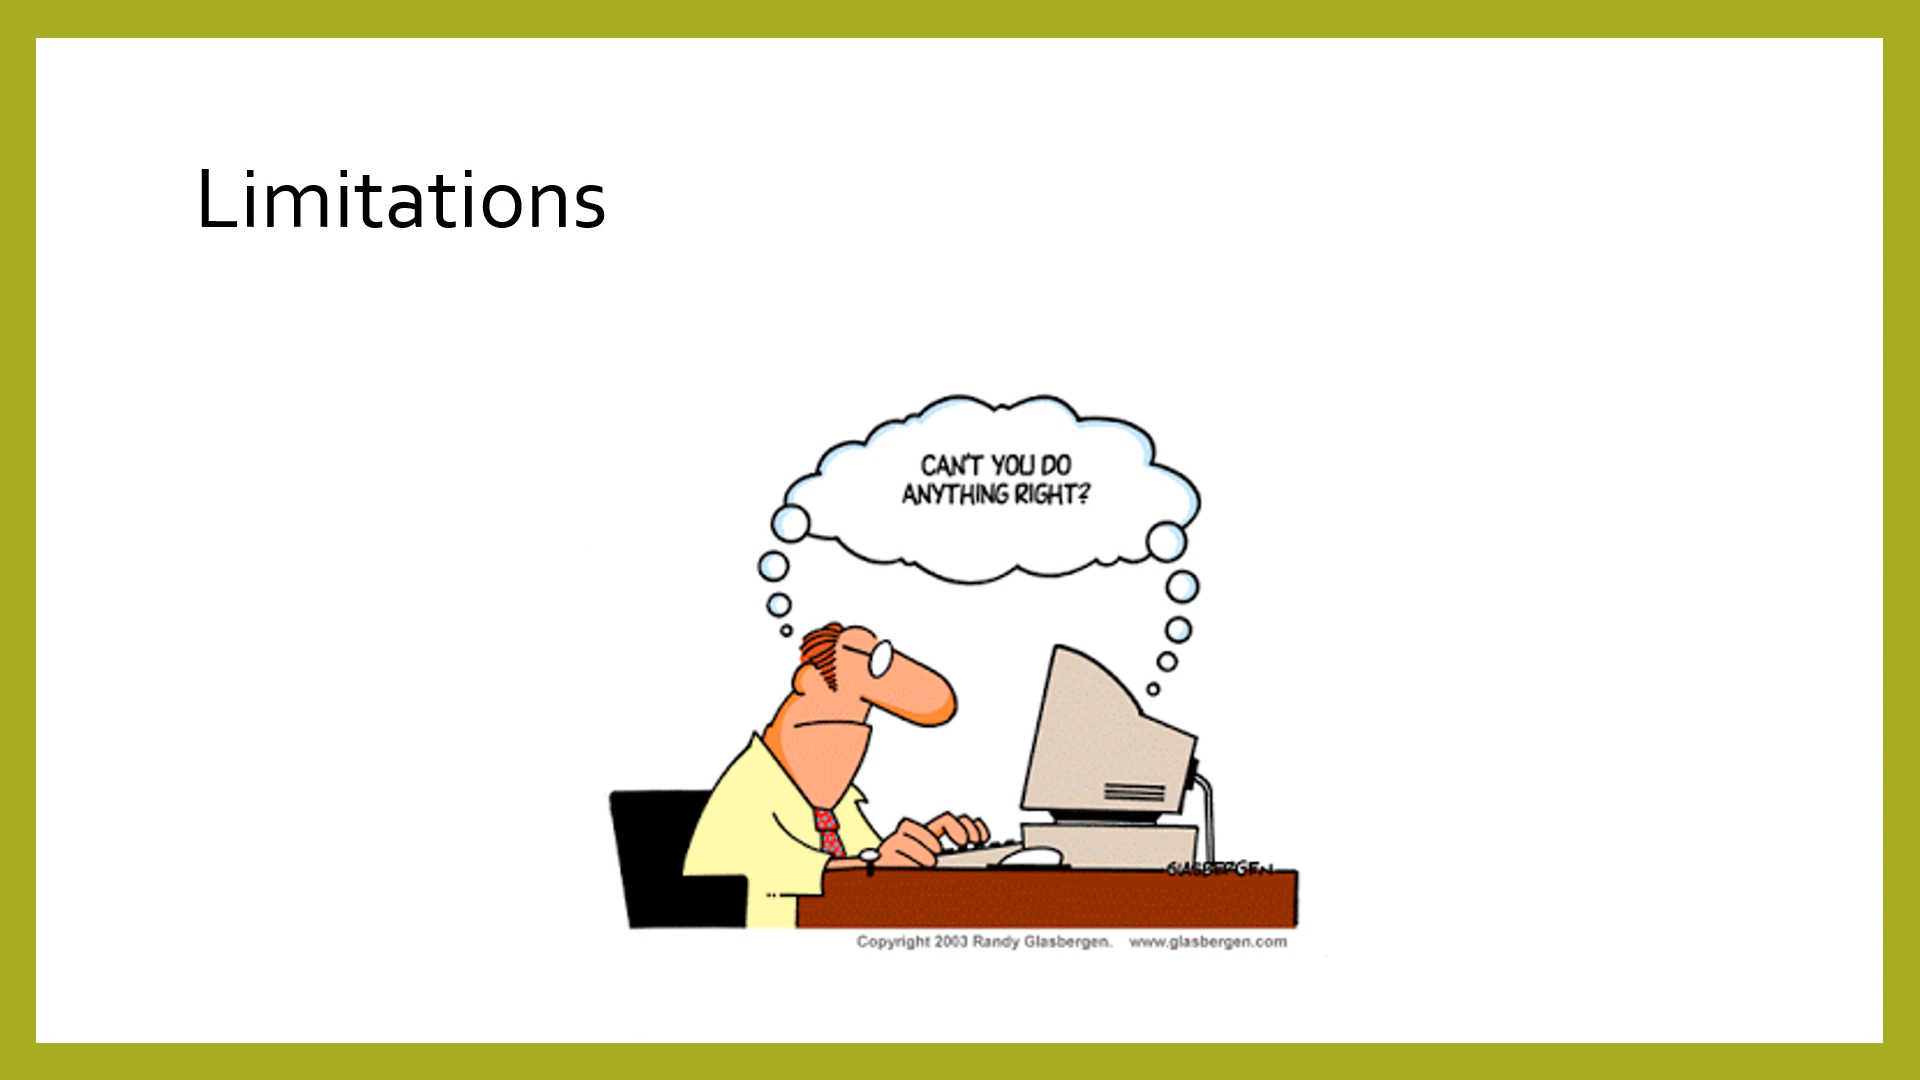 Limitations
CAN'T YOU DO
ANYTHING RIGHT?
GLASBERGEN
Copyright 2003 Randy Glasbergen. www.glasbergen.com